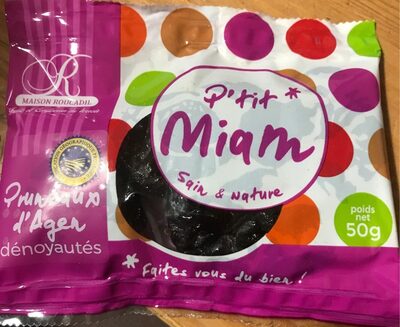 R
MAISON ROUCADIL
P'tit *
Miam
Sain & nature
Pruneaux
d'Agen
dénoyautés
poids
net
50g
* Faites vous du bien !